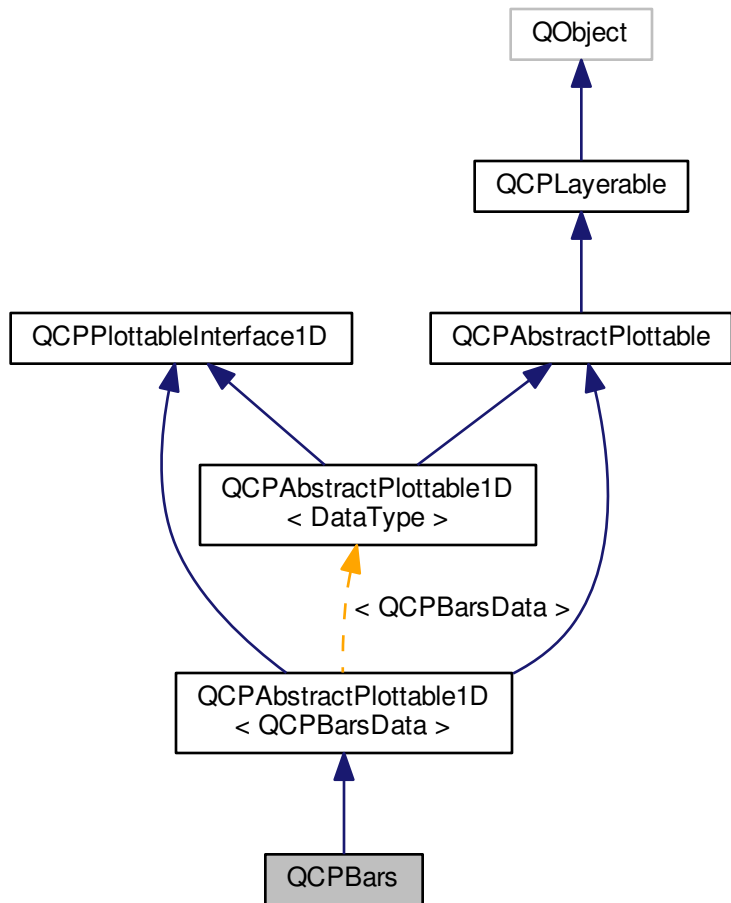 QObject
QCPLayerable
QCPPlottableInterface1D
QCPAbstractPlottable
QCPAbstractPlottable1D
< DataType >
< QCPBarsData >
QCPAbstractPlottable1D
< QCPBarsData >
QCPBars